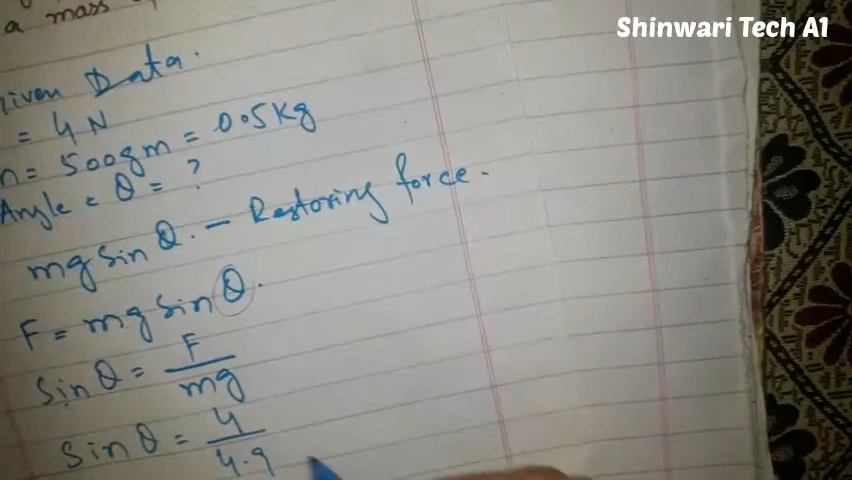 Shinwari Tech A1
a mass
Given Data.
= 4N
m = 500gm = 0.5Kg
Angle = θ = ?
mg sin θ. - Restoring force.
F = mg sin θ.
Sin θ = F/mg
Sin θ = 4/4.9